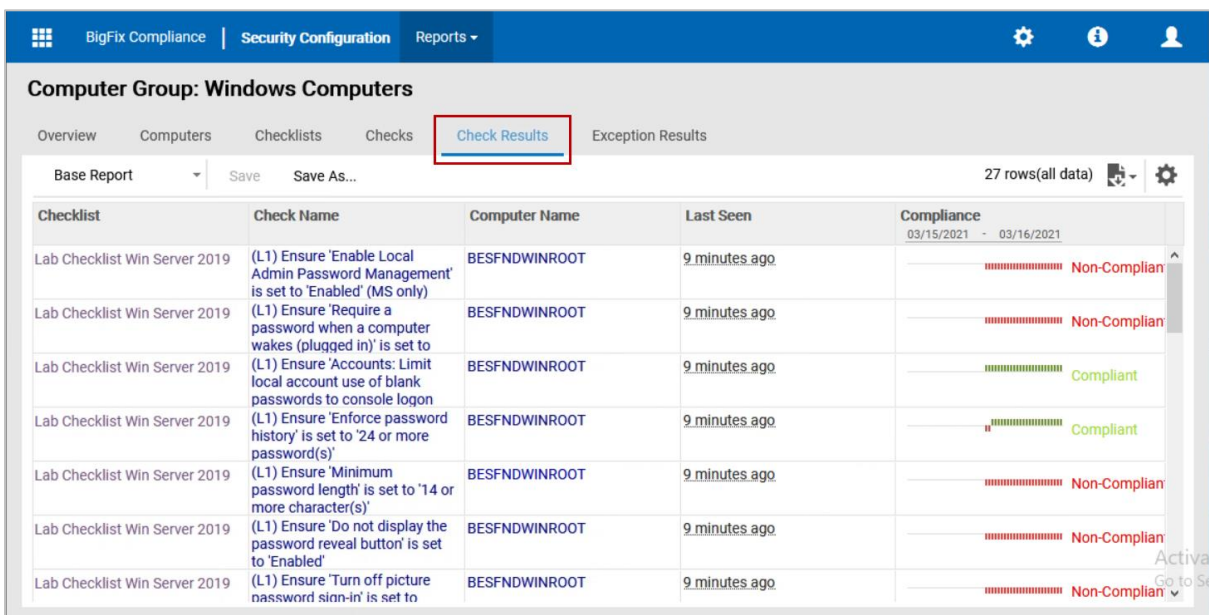 BigFix Compliance | Security Configuration Reports
Computer Group: Windows Computers
Overview Computers Checklists Checks Check Results Exception Results
Base Report Save Save As... 27 rows(all data)
Checklist Check Name Computer Name Last Seen Compliance
03/15/2021 - 03/16/2021
Lab Checklist Win Server 2019 (L1) Ensure 'Enable Local BESFNDWINROOT 9 minutes ago Non-Complian
Admin Password Management'
is set to 'Enabled' (MS only)
Lab Checklist Win Server 2019 (L1) Ensure 'Require a BESFNDWINROOT 9 minutes ago Non-Complian
password when a computer
wakes (plugged in)' is set to
Lab Checklist Win Server 2019 (L1) Ensure 'Accounts: Limit BESFNDWINROOT 9 minutes ago Compliant
local account use of blank
passwords to console logon
Lab Checklist Win Server 2019 (L1) Ensure 'Enforce password BESFNDWINROOT 9 minutes ago Compliant
history' is set to '24 or more
password(s)'
Lab Checklist Win Server 2019 (L1) Ensure 'Minimum BESFNDWINROOT 9 minutes ago Non-Complian
password length' is set to '14 or
more character(s)'
Lab Checklist Win Server 2019 (L1) Ensure 'Do not display the BESFNDWINROOT 9 minutes ago Non-Complian
password reveal button' is set
to 'Enabled'
Activa
Lab Checklist Win Server 2019 (L1) Ensure 'Turn off picture BESFNDWINROOT 9 minutes ago Non-Complian
password sign-in' is set to
Go to Se